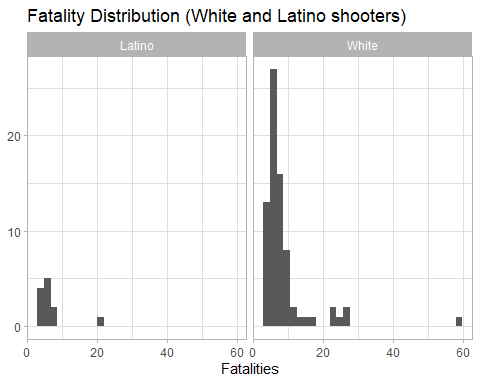 Fatality Distribution (White and Latino shooters)
Latino White
20
10
0
0 20 40 60 0 20 40 60
Fatalities